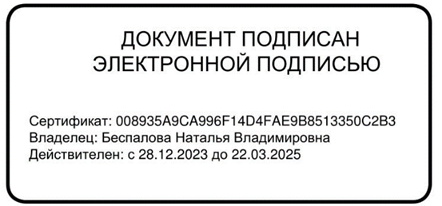 ДОКУМЕНТ ПОДПИСАН
ЭЛЕКТРОННОЙ ПОДПИСЬЮ
Сертификат: 008935A9CA996F14D4FAE9B8513350C2B3
Владелец: Беспалова Наталья Владимировна
Действителен: с 28.12.2023 до 22.03.2025